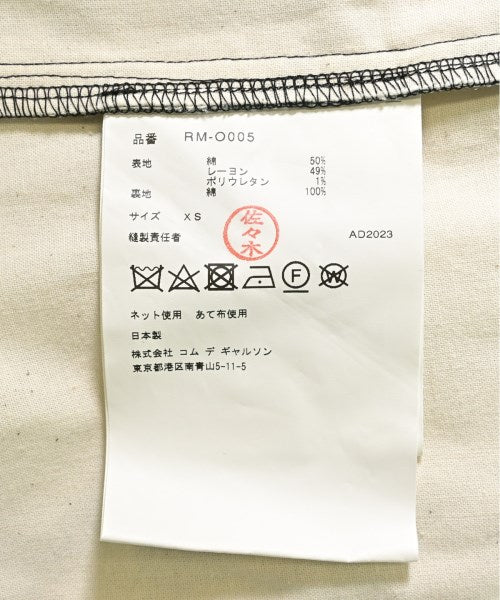 品番 RM-O005
表地 綿 50%
レーヨン 49%
ポリウレタン 1%
裏地 綿 100%
サイズ XS
佐々木
縫製責任者 AD2023
F W
ネット使用 あて布使用
日本製
株式会社 コム デ ギャルソン
東京都港区南青山5-11-5